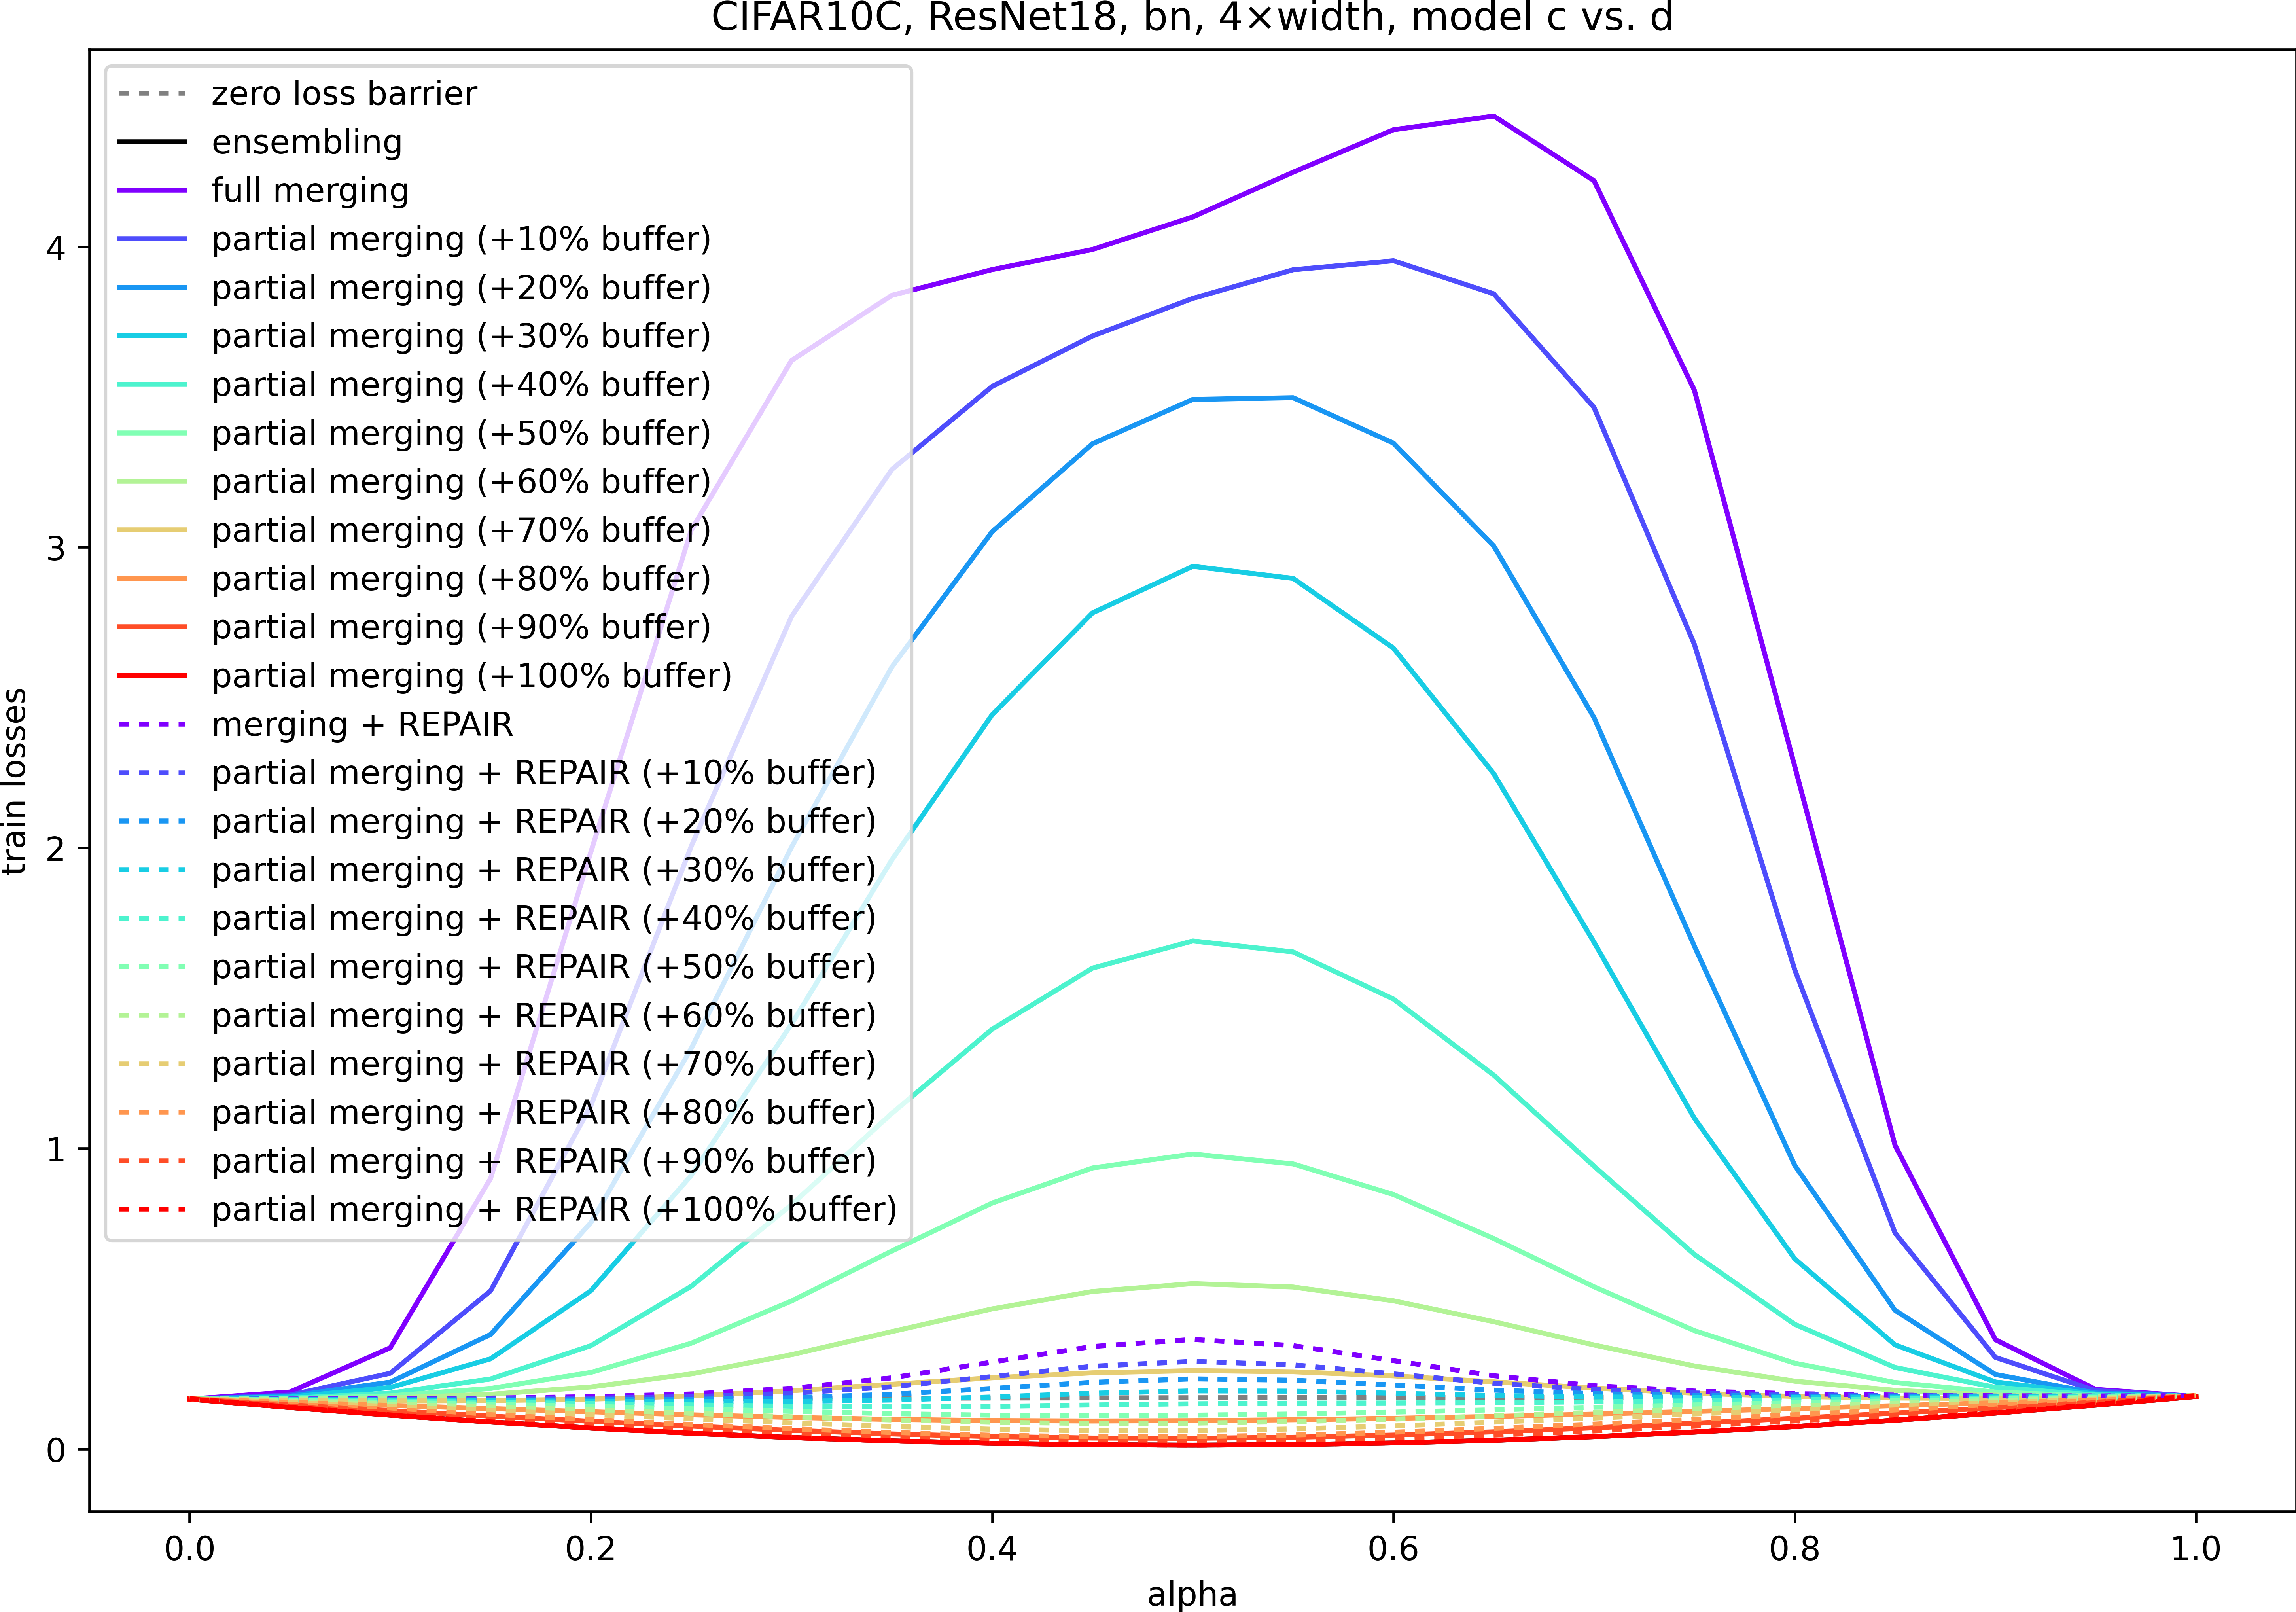 CIFAR10C, ResNet18, bn, 4×width, model c vs. d
zero loss barrier
ensembling
full merging
partial merging (+10% buffer)
partial merging (+20% buffer)
partial merging (+30% buffer)
partial merging (+40% buffer)
partial merging (+50% buffer)
partial merging (+60% buffer)
partial merging (+70% buffer)
partial merging (+80% buffer)
partial merging (+90% buffer)
partial merging (+100% buffer)
merging + REPAIR
partial merging + REPAIR (+10% buffer)
partial merging + REPAIR (+20% buffer)
partial merging + REPAIR (+30% buffer)
partial merging + REPAIR (+40% buffer)
partial merging + REPAIR (+50% buffer)
partial merging + REPAIR (+60% buffer)
partial merging + REPAIR (+70% buffer)
partial merging + REPAIR (+80% buffer)
partial merging + REPAIR (+90% buffer)
partial merging + REPAIR (+100% buffer)
train losses
4
3
2
1
0
0.0 0.2 0.4 0.6 0.8 1.0
alpha